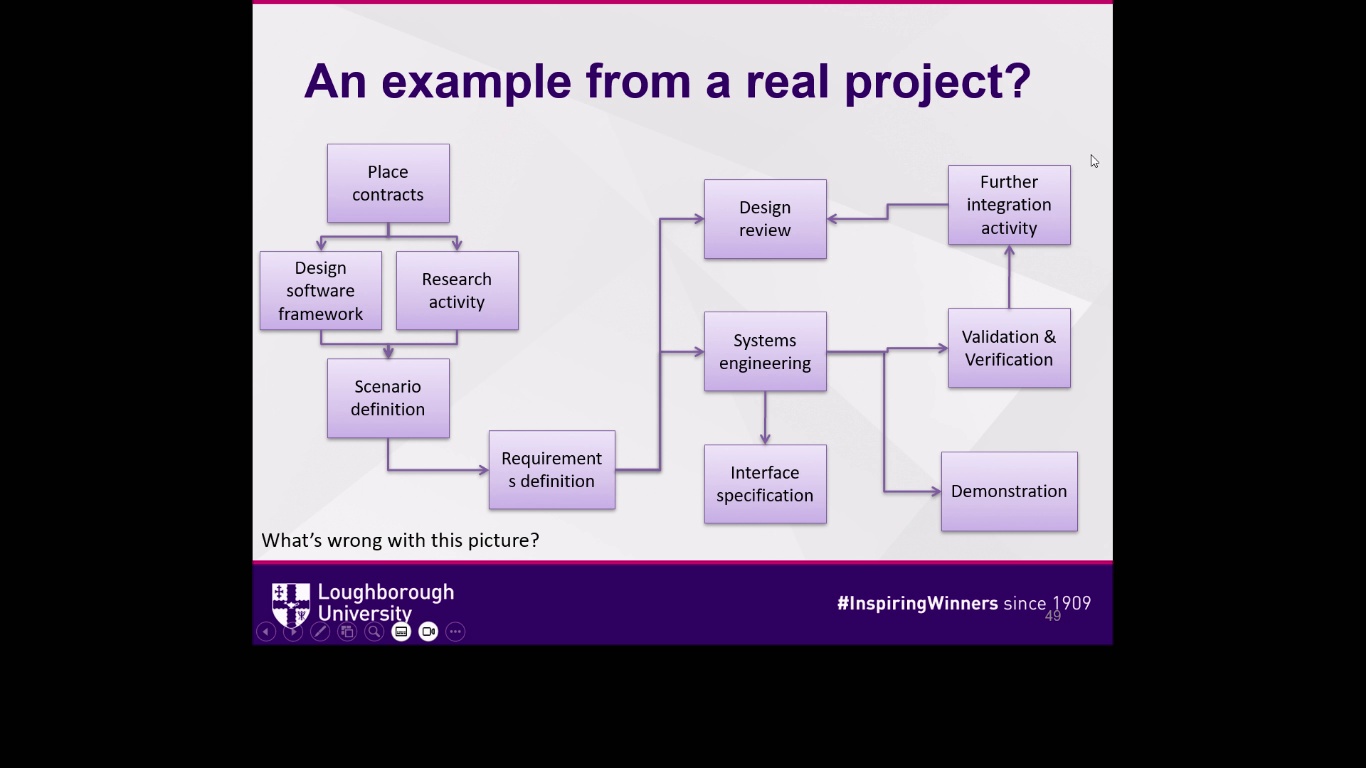 An example from a real project?
Place
contracts
Design
software
framework
Research
activity
Scenario
definition
Requirement
s definition
Design
review
Systems
engineering
Interface
specification
Further
integration
activity
Validation &
Verification
Demonstration
What’s wrong with this picture?
Loughborough
University
#InspiringWinners since 1909
49